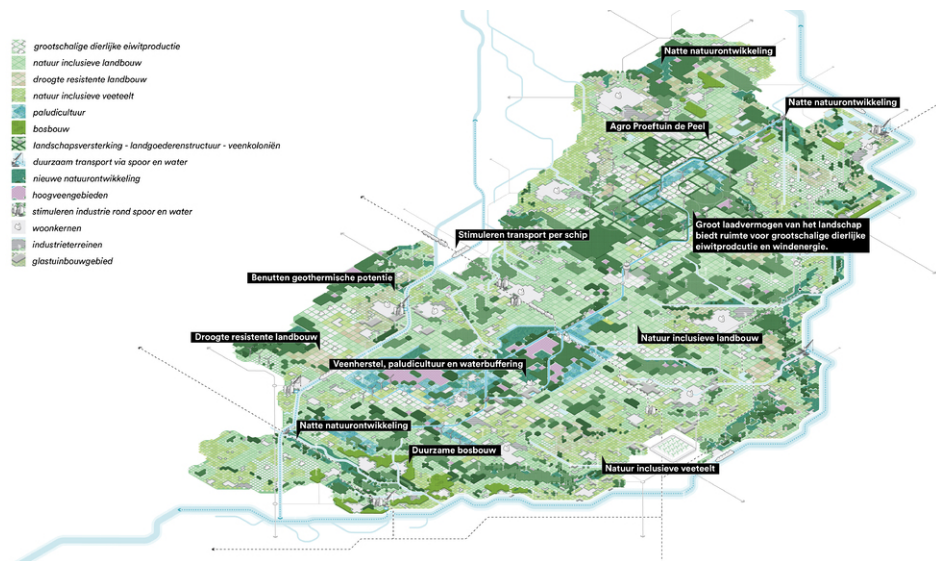 grootschalige dierlijke eiwitproductie
natuur inclusieve landbouw
droogte resistente landbouw
natuur inclusieve veeteelt
paludicultuur
bosbouw
landschapsversterking - landgoederenstructuur - veenkoloniën
duurzaam transport via spoor en water
nieuwe natuurontwikkeling
hoogveengebieden
stimuleren industrie rond spoor en water
woonkernen
industrieterreinen
glastuinbouwgebied
Natte natuurontwikkeling
Natte natuurontwikkeling
Agro Proeftuin de Peel
Groot laadvermogen van het landschap
biedt ruimte voor grootschalige dierlijke
eiwitprodcutie en windenergie.
Stimuleren transport per schip
Benutten geothermische potentie
Droogte resistente landbouw
Natuur inclusieve landbouw
Veenherstel, paludicultuur en waterbuffering
Natte natuurontwikkeling
Duurzame bosbouw
Natuur inclusieve veeteelt